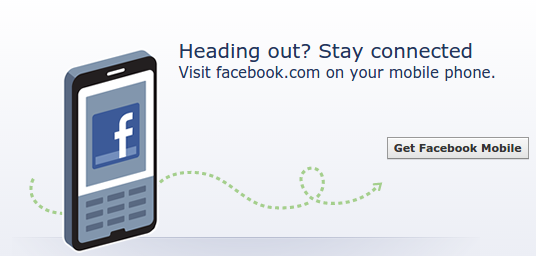 Heading out? Stay connected
Visit facebook.com on your mobile phone.
f
Get Facebook Mobile